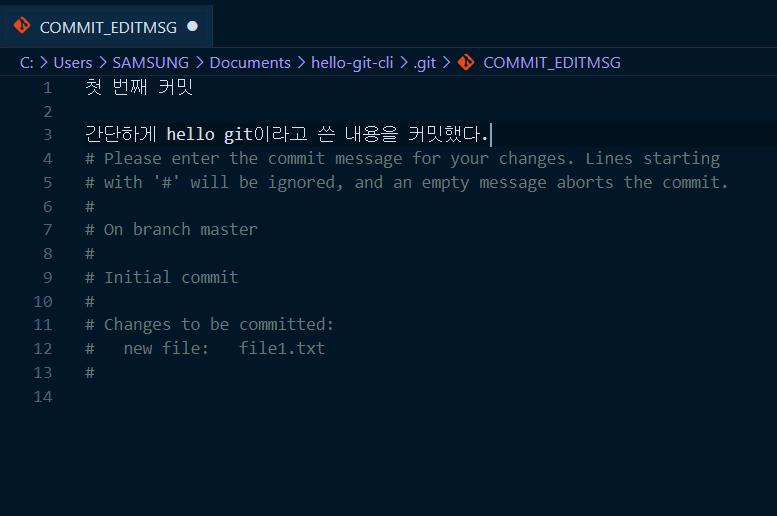 COMMIT_EDITMSG
C: > Users > SAMSUNG > Documents > hello-git-cli > .git > COMMIT_EDITMSG
1 첫 번째 커밋
2
3 간단하게 hello git이라고 쓴 내용을 커밋했다.
4 # Please enter the commit message for your changes. Lines starting
5 # with '#' will be ignored, and an empty message aborts the commit.
6 #
7 # On branch master
8 #
9 # Initial commit
10 #
11 # Changes to be committed:
12 #   new file:   file1.txt
13 #
14